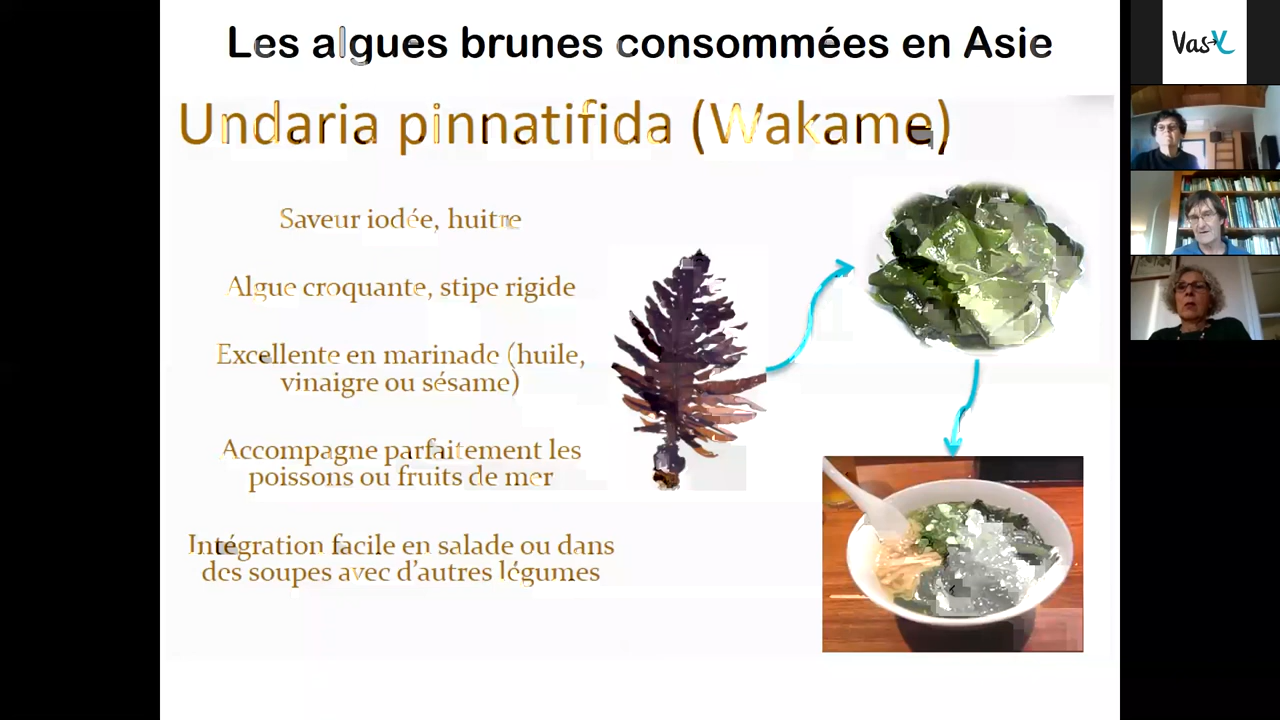 Les algues brunes consommées en Asie
Undaria pinnatifida (Wakame)
Saveur iodée, huitre
Algue croquante, stipe rigide
Excellente en marinade (huile,
vinaigre ou sésame)
Accompagne parfaitement les
poissons ou fruits de mer
Intégration facile en salade ou dans
des soupes avec d'autres légumes
Vas-Y